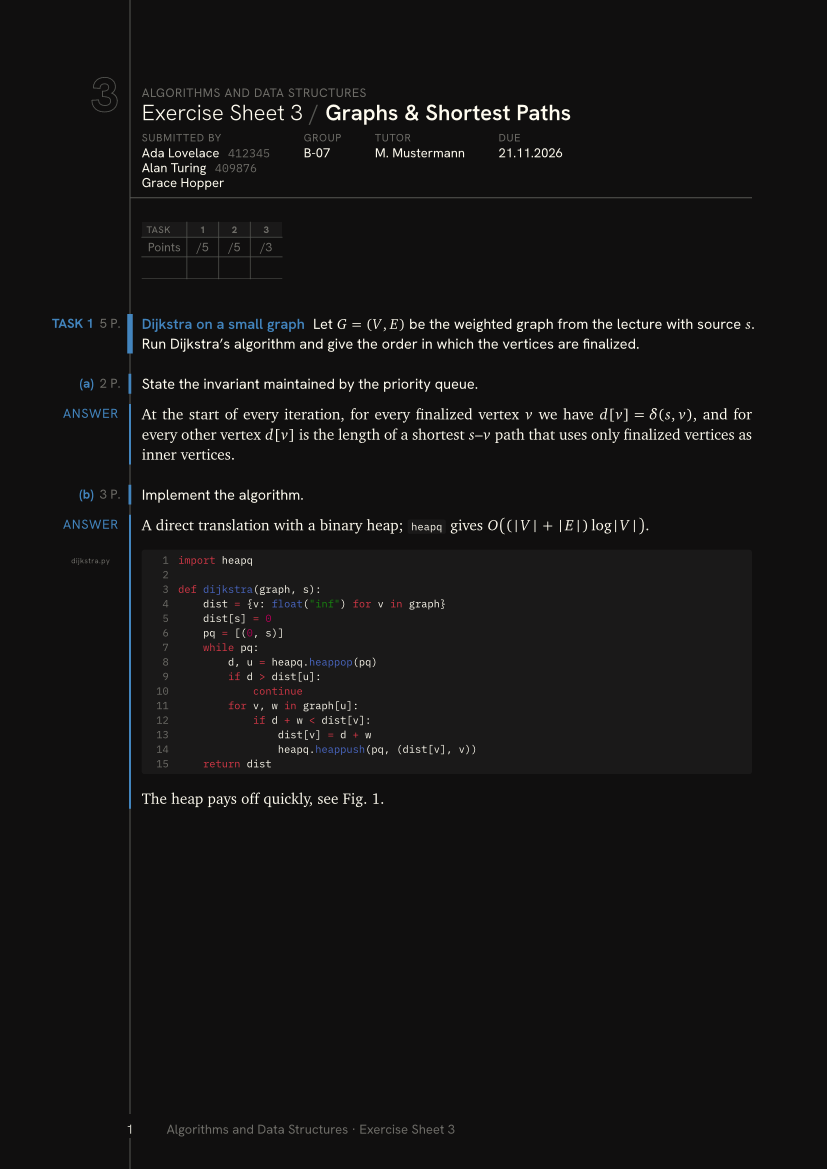 3
ALGORITHMS AND DATA STRUCTURES
Exercise Sheet 3 / Graphs & Shortest Paths
SUBMITTED BY GROUP TUTOR DUE
Ada Lovelace 412345 B-07 M. Mustermann 21.11.2026
Alan Turing 409876
Grace Hopper
TASK 1 2 3
Points /5 /5 /3
TASK 1 5 P. Dijkstra on a small graph Let G = (V, E) be the weighted graph from the lecture with source s.
Run Dijkstra's algorithm and give the order in which the vertices are finalized.
(a) 2 P. State the invariant maintained by the priority queue.
ANSWER At the start of every iteration, for every finalized vertex v we have d[v] = δ(s, v), and for
every other vertex d[v] is the length of a shortest s–v path that uses only finalized vertices as
inner vertices.
(b) 3 P. Implement the algorithm.
ANSWER A direct translation with a binary heap; heapq gives O((|V| + |E|) log|V|).
dijkstra.py
1 import heapq
2
3 def dijkstra(graph, s):
4     dist = {v: float("inf") for v in graph}
5     dist[s] = 0
6     pq = [(0, s)]
7     while pq:
8         d, u = heapq.heappop(pq)
9         if d > dist[u]:
10             continue
11         for v, w in graph[u]:
12             if d + w < dist[v]:
13                 dist[v] = d + w
14                 heapq.heappush(pq, (dist[v], v))
15     return dist
The heap pays off quickly, see Fig. 1.
1 Algorithms and Data Structures · Exercise Sheet 3